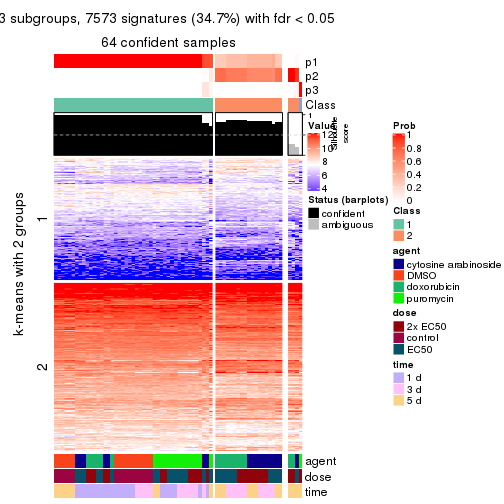 3 subgroups, 7573 signatures (34.7%) with fdr < 0.05
64 confident samples
p1
p2
p3
Class
1
Silhouette
score
k-means with 2 groups
1
2
agent
dose
time
Value
12
10
8
6
4
Status (barplots)
confident
ambiguous
Prob
1
0.8
0.6
0.4
0.2
0
Class
1
2
agent
cytosine arabinoside
DMSO
doxorubicin
puromycin
dose
2x EC50
control
EC50
time
1 d
3 d
5 d